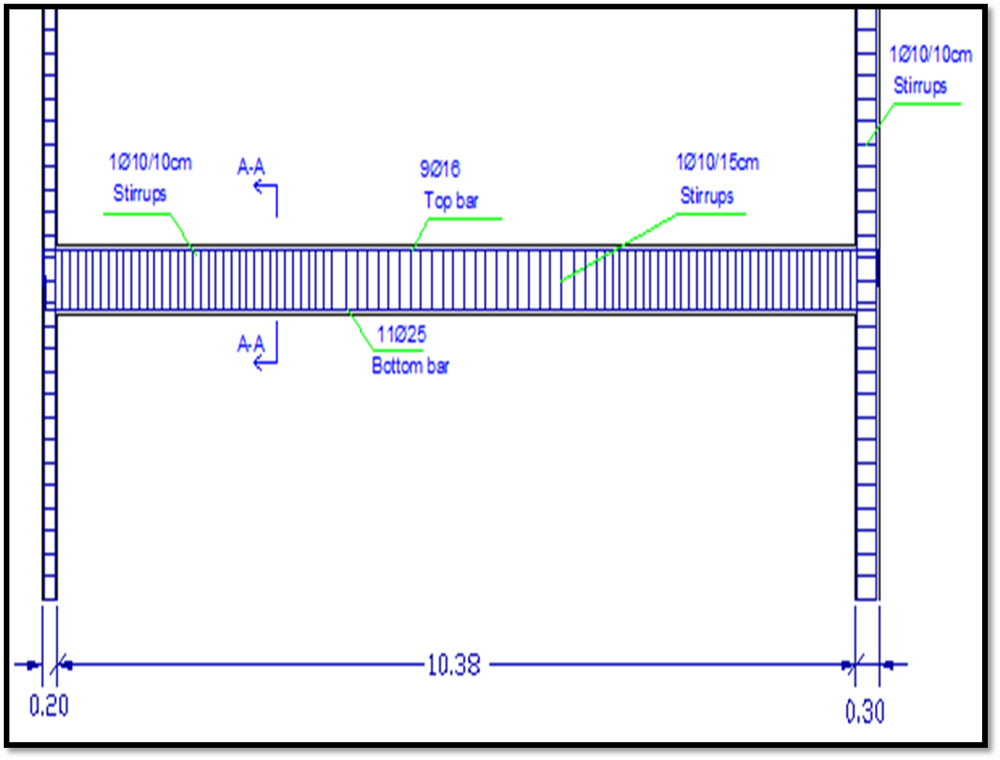 1Ø10/10cm
Stirrups
1Ø10/10cm
Stirrups
A-A
9Ø16
Top bar
1Ø10/15cm
Stirrups
A-A
11Ø25
Bottom bar
10.38
0.20
0.30